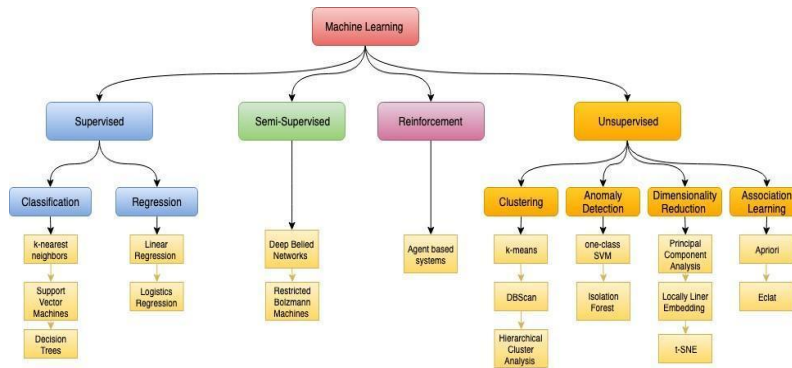 Machine Learning
Supervised
Semi-Supervised
Reinforcement
Unsupervised
Classification
Regression
Clustering
Anomaly
Detection
Dimensionality
Reduction
Association
Learning
k-nearest
neighbors
Linear
Regression
Deep Belied
Networks
Agent based
systems
k-means
one-class
SVM
Principal
Component
Analysis
Apriori
Support
Vector
Machines
Logistics
Regression
Restricted
Bolzmann
Machines
DBScan
Isolation
Forest
Locally Liner
Embedding
Eclat
Decision
Trees
Hierarchical
Cluster
Analysis
t-SNE